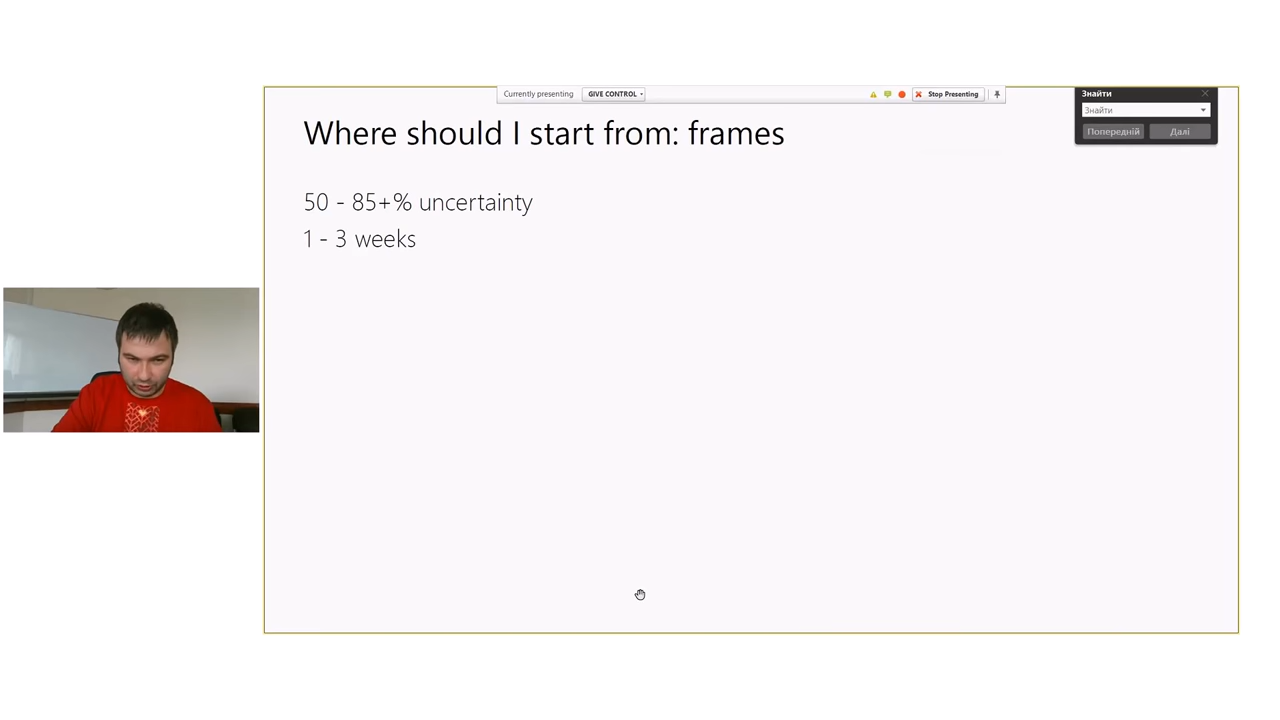 Currently presenting GIVE CONTROL Stop Presenting
Знайти
Знайти
Попередній Далі
Where should I start from: frames
50 - 85+% uncertainty
1 - 3 weeks